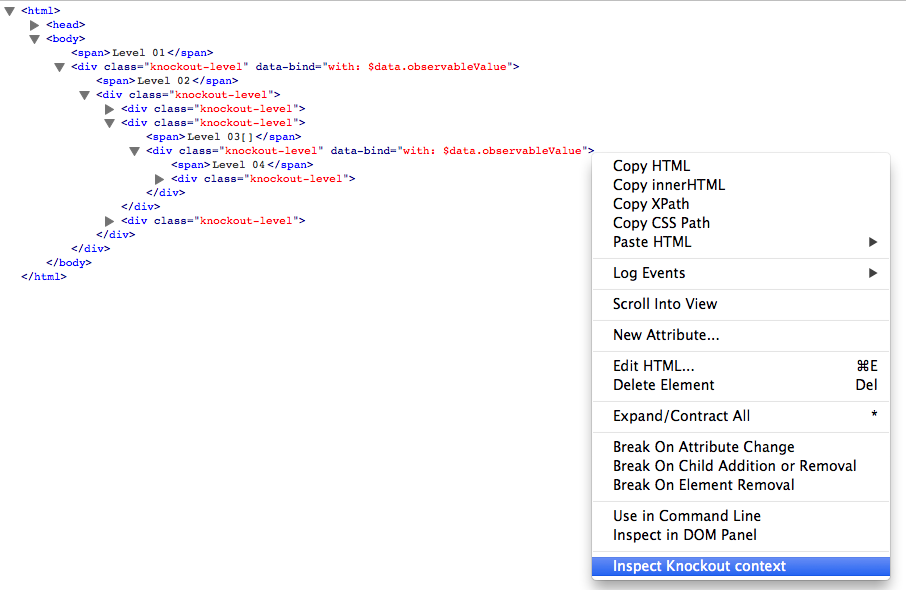 <html>
<head>
<body>
<span>Level 01</span>
<div class="knockout-level" data-bind="with: $data.observableValue">
<span>Level 02</span>
<div class="knockout-level">
<div class="knockout-level">
<div class="knockout-level">
<span>Level 03[]</span>
<div class="knockout-level" data-bind="with: $data.observableValue">
<span>Level 04</span>
<div class="knockout-level">
</div>
</div>
<div class="knockout-level">
</div>
</div>
</body>
</html>
Copy HTML
Copy innerHTML
Copy XPath
Copy CSS Path
Paste HTML
Log Events
Scroll Into View
New Attribute...
Edit HTML... ⌘E
Delete Element Del
Expand/Contract All *
Break On Attribute Change
Break On Child Addition or Removal
Break On Element Removal
Use in Command Line
Inspect in DOM Panel
Inspect Knockout context